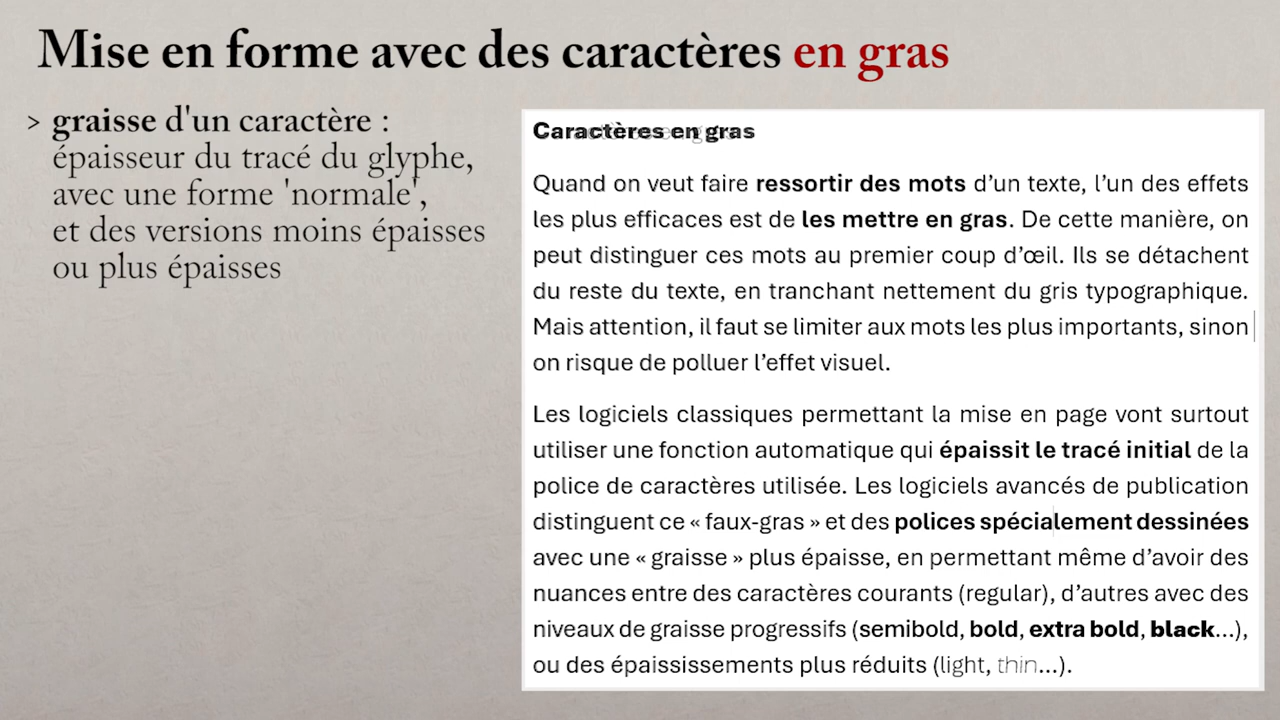 Mise en forme avec des caractères en gras
> graisse d'un caractère :
épaisseur du tracé du glyphe,
avec une forme 'normale',
et des versions moins épaisses
ou plus épaisses
Caractères en gras
Quand on veut faire ressortir des mots d’un texte, l’un des effets
les plus efficaces est de les mettre en gras. De cette manière, on
peut distinguer ces mots au premier coup d’œil. Ils se détachent
du reste du texte, en tranchant nettement du gris typographique.
Mais attention, il faut se limiter aux mots les plus importants, sinon
on risque de polluer l’effet visuel.
Les logiciels classiques permettant la mise en page vont surtout
utiliser une fonction automatique qui épaissit le tracé initial de la
police de caractères utilisée. Les logiciels avancés de publication
distinguent ce « faux-gras » et des polices spécialement dessinées
avec une « graisse » plus épaisse, en permettant même d’avoir des
nuances entre des caractères courants (regular), d’autres avec des
niveaux de graisse progressifs (semibold, bold, extra bold, black...),
ou des épaississements plus réduits (light, thin...).